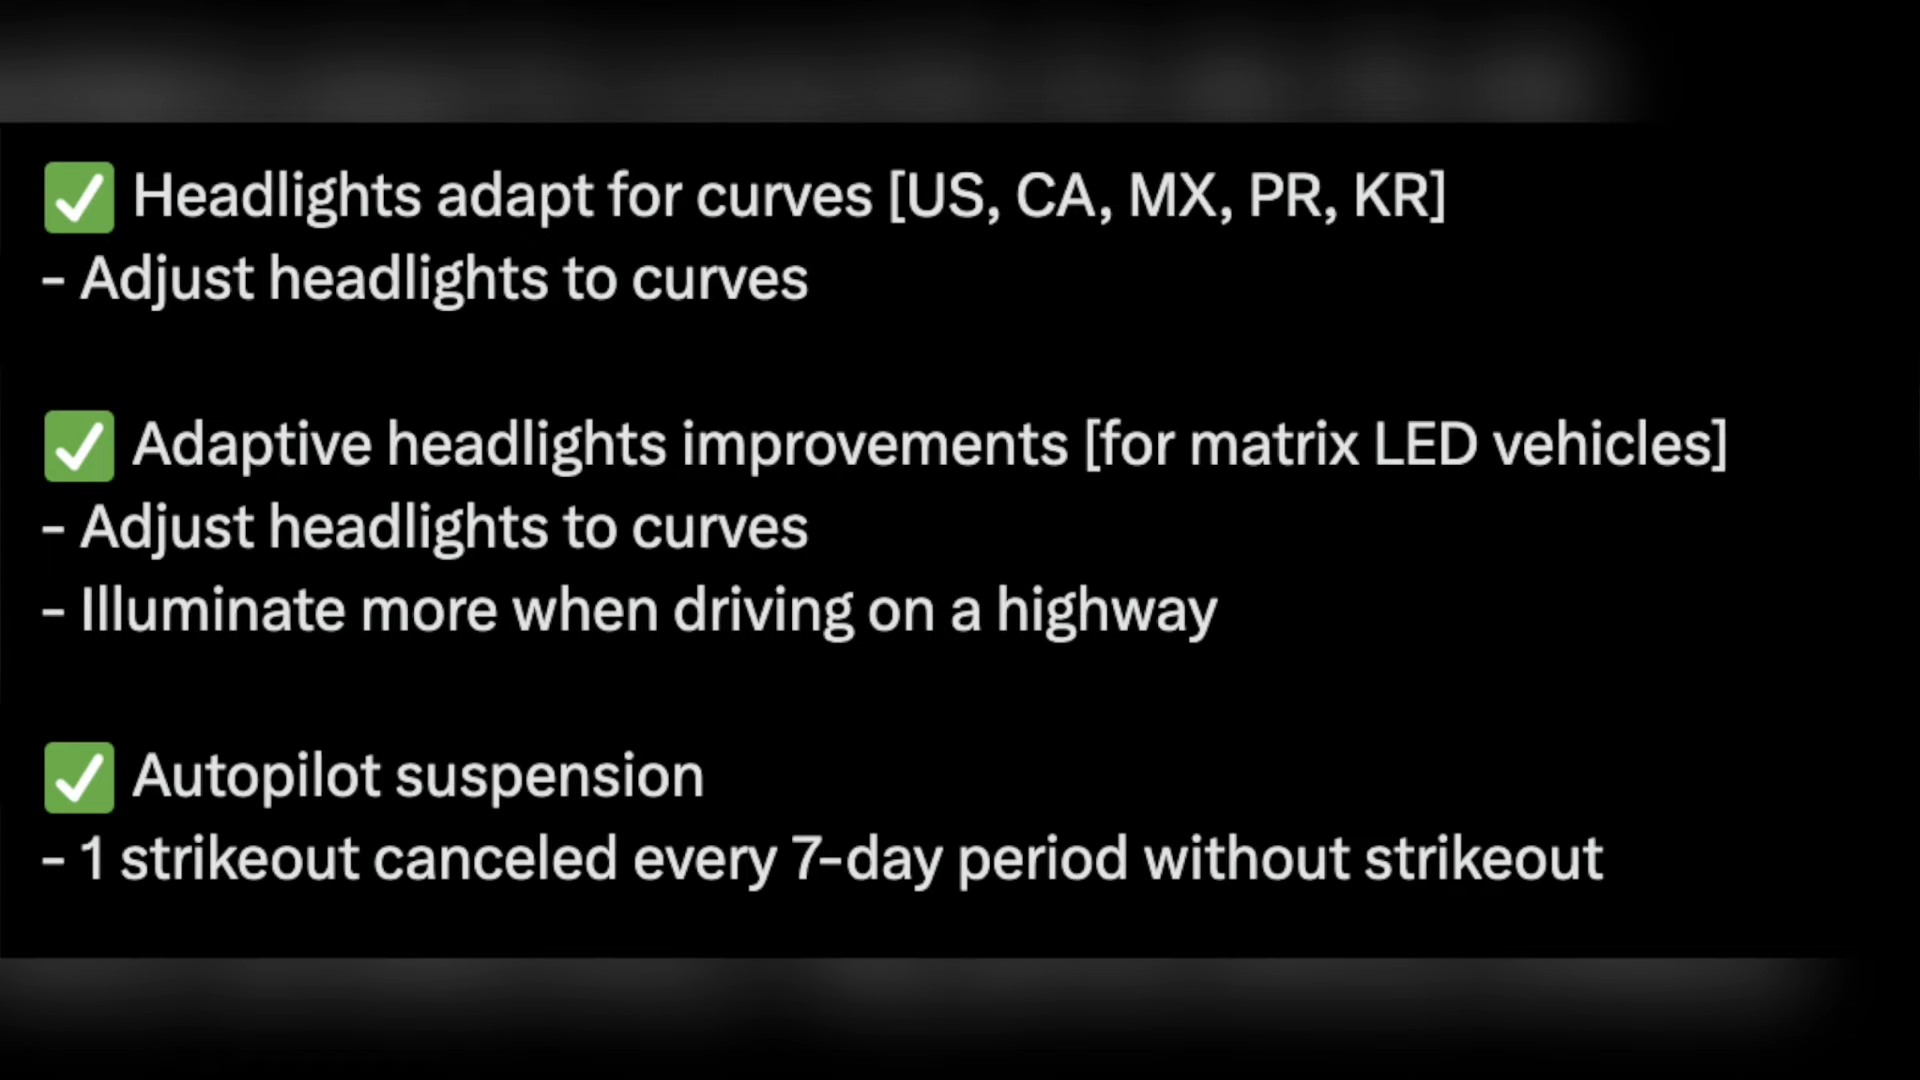 ✅ Headlights adapt for curves [US, CA, MX, PR, KR]
- Adjust headlights to curves
✅ Adaptive headlights improvements [for matrix LED vehicles]
- Adjust headlights to curves
- Illuminate more when driving on a highway
✅ Autopilot suspension
- 1 strikeout canceled every 7-day period without strikeout